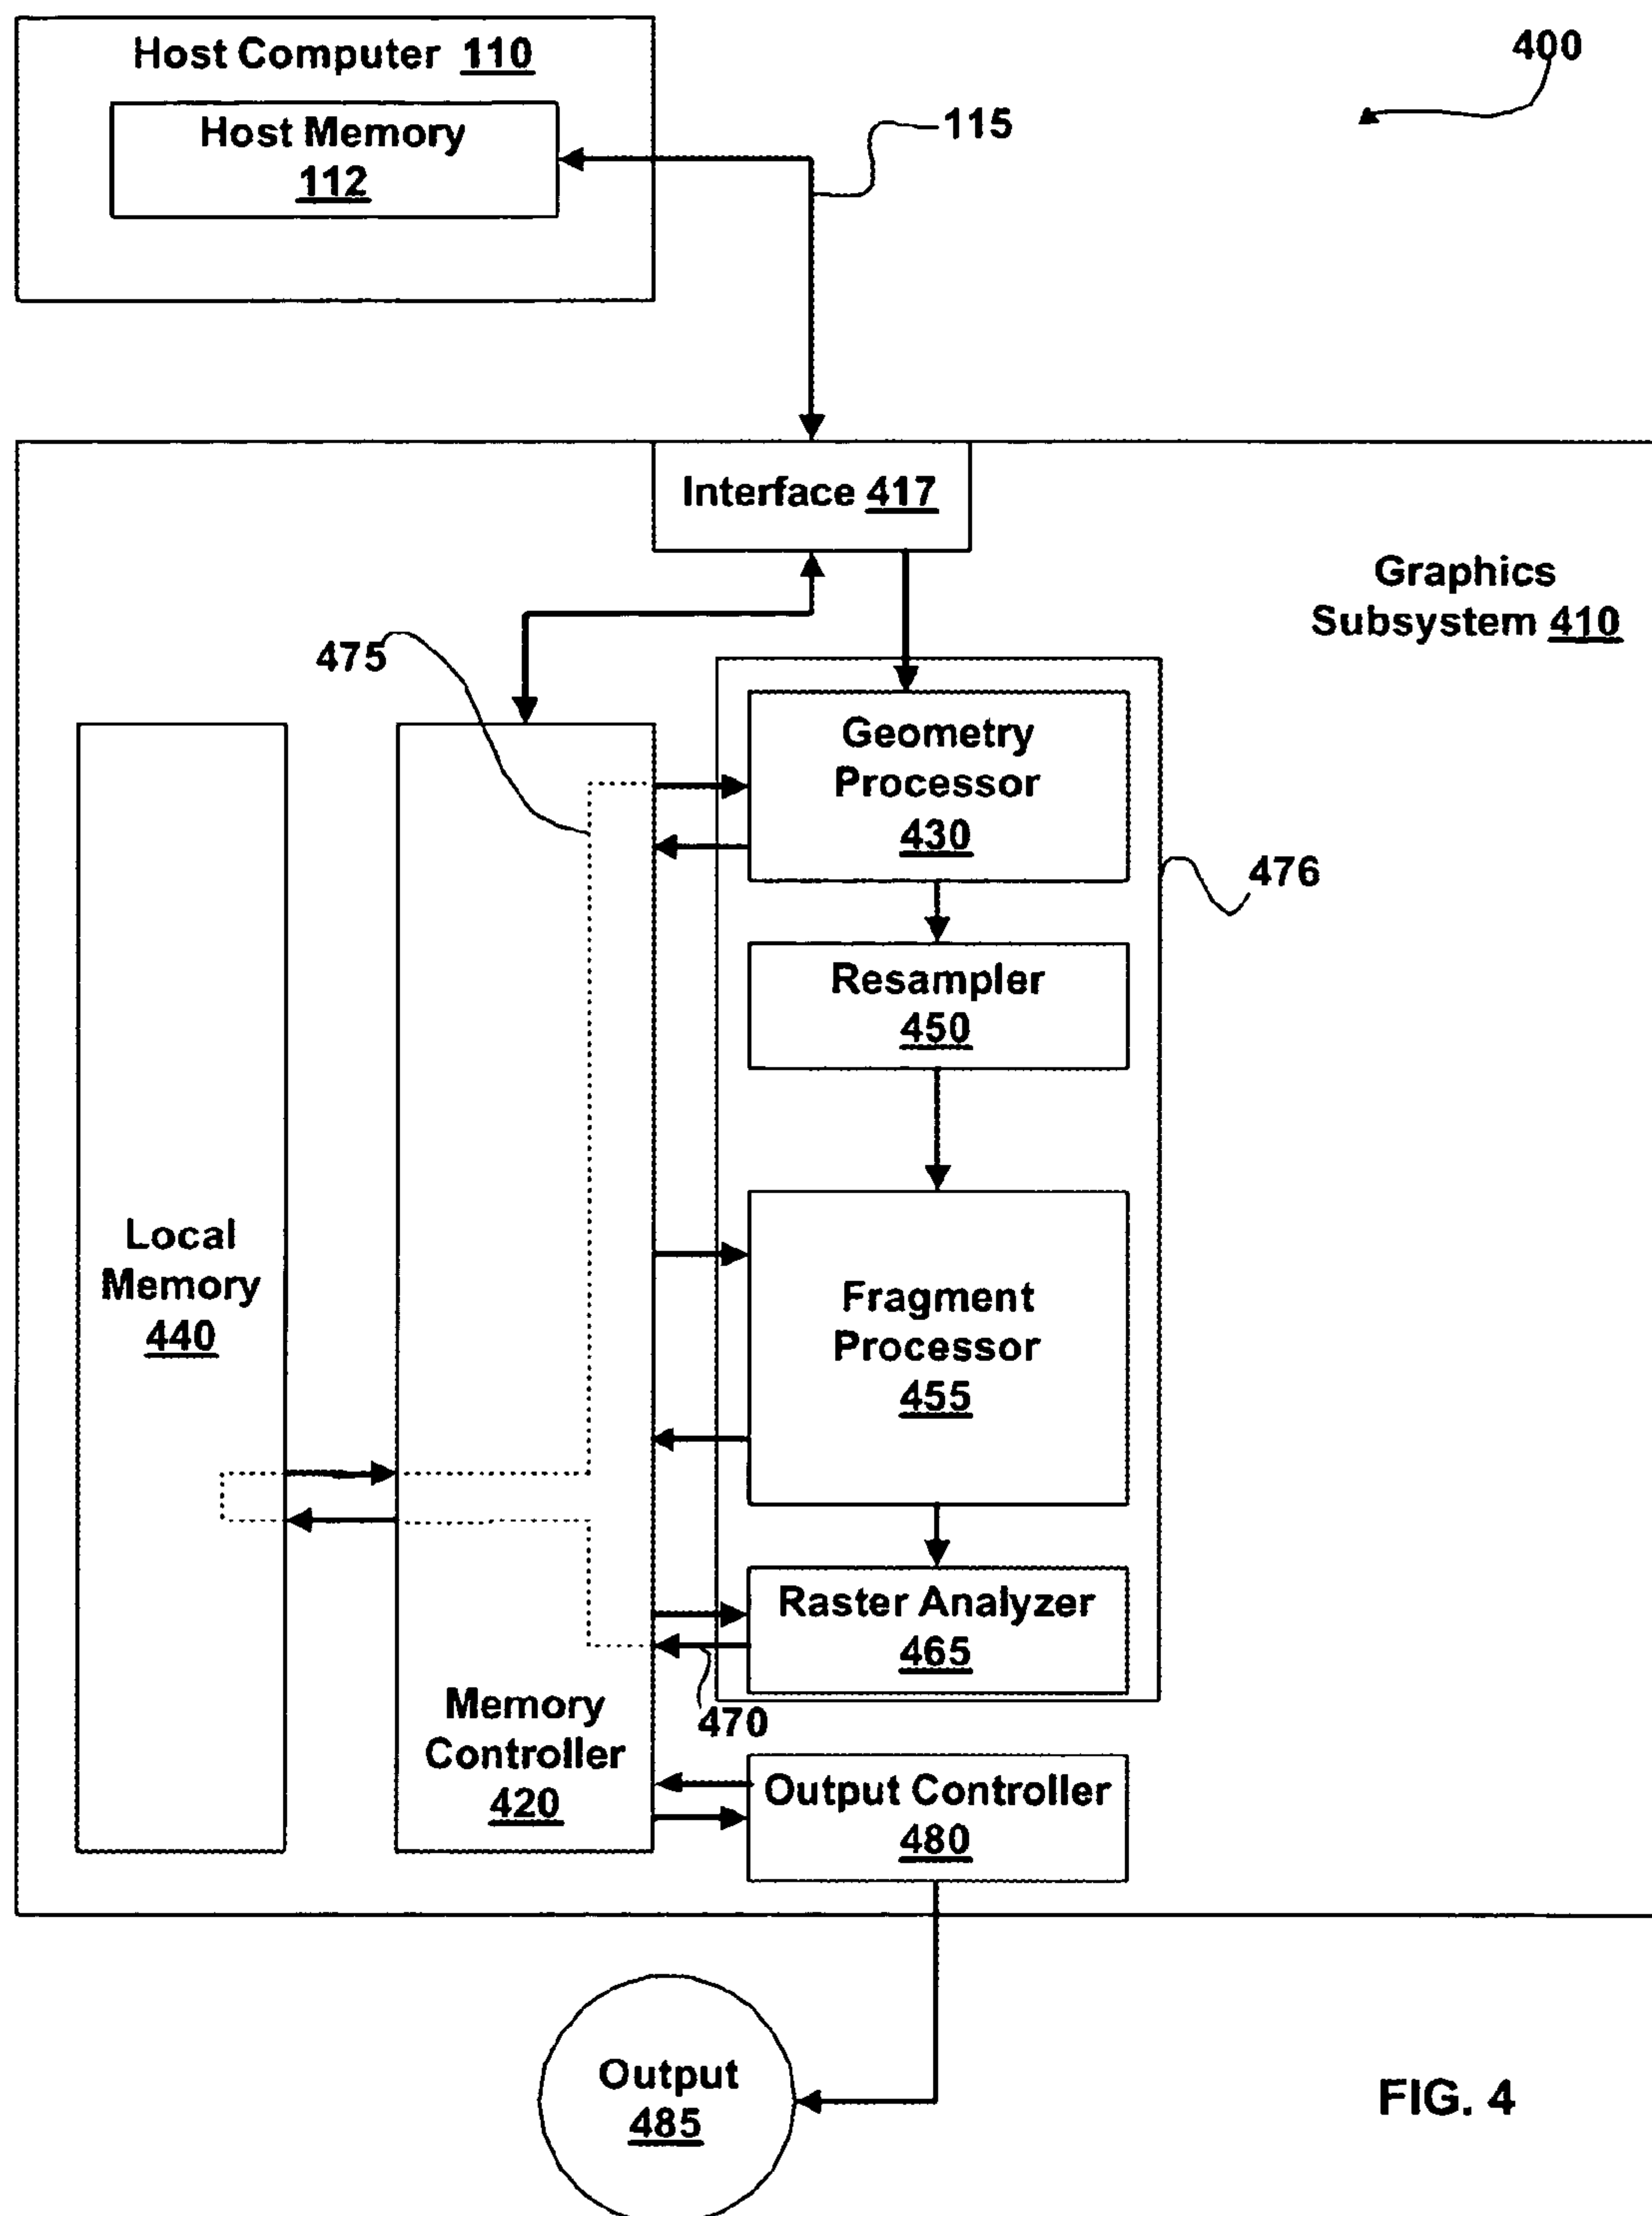 Host Computer 110
Host Memory
112
400
115
Interface 417
Graphics
Subsystem 410
475
Geometry
Processor
430
476
Resampler
450
Local
Memory
440
Fragment
Processor
455
Raster Analyzer
465
470
Memory
Controller
420
Output Controller
480
Output
485
FIG. 4